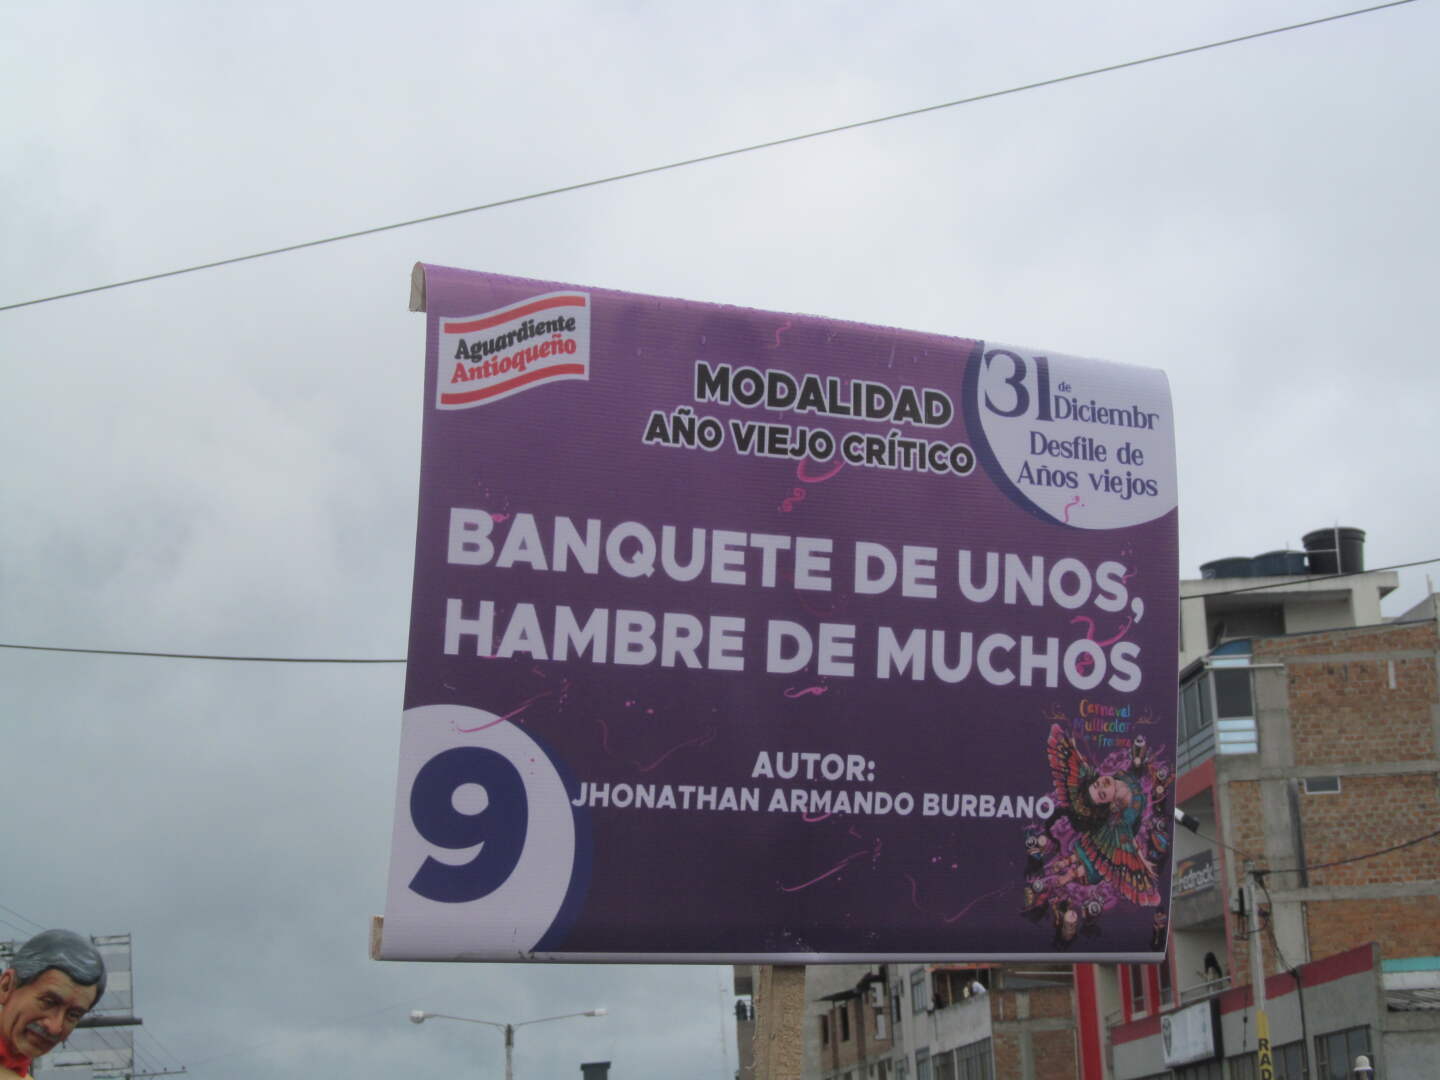 Aguardiente
Antioqueño
MODALIDAD
AÑO VIEJO CRÍTICO
31 de
Diciembr
Desfile de
Años viejos
BANQUETE DE UNOS,
HAMBRE DE MUCHOS
Carnaval
Multicolor
AUTOR:
JHONATHAN ARMANDO BURBANO
9
RAD